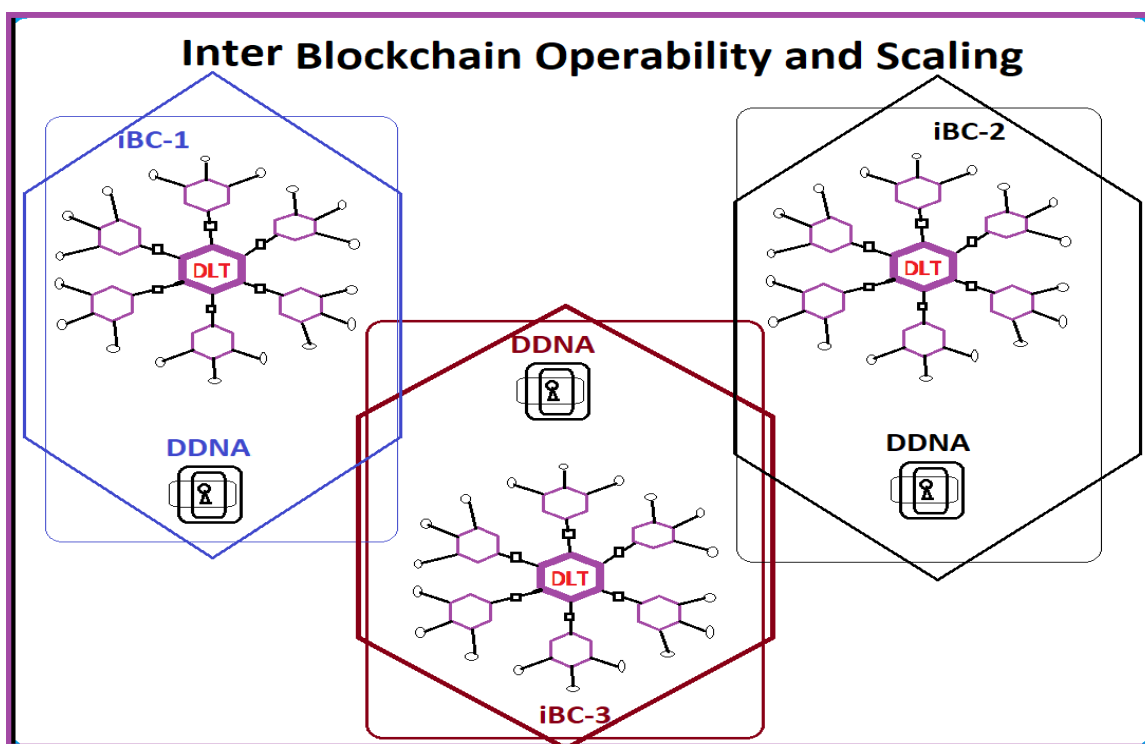 Inter Blockchain Operability and Scaling
iBC-1
iBC-2
DLT
DLT
DDNA
DDNA
DDNA
DLT
iBC-3